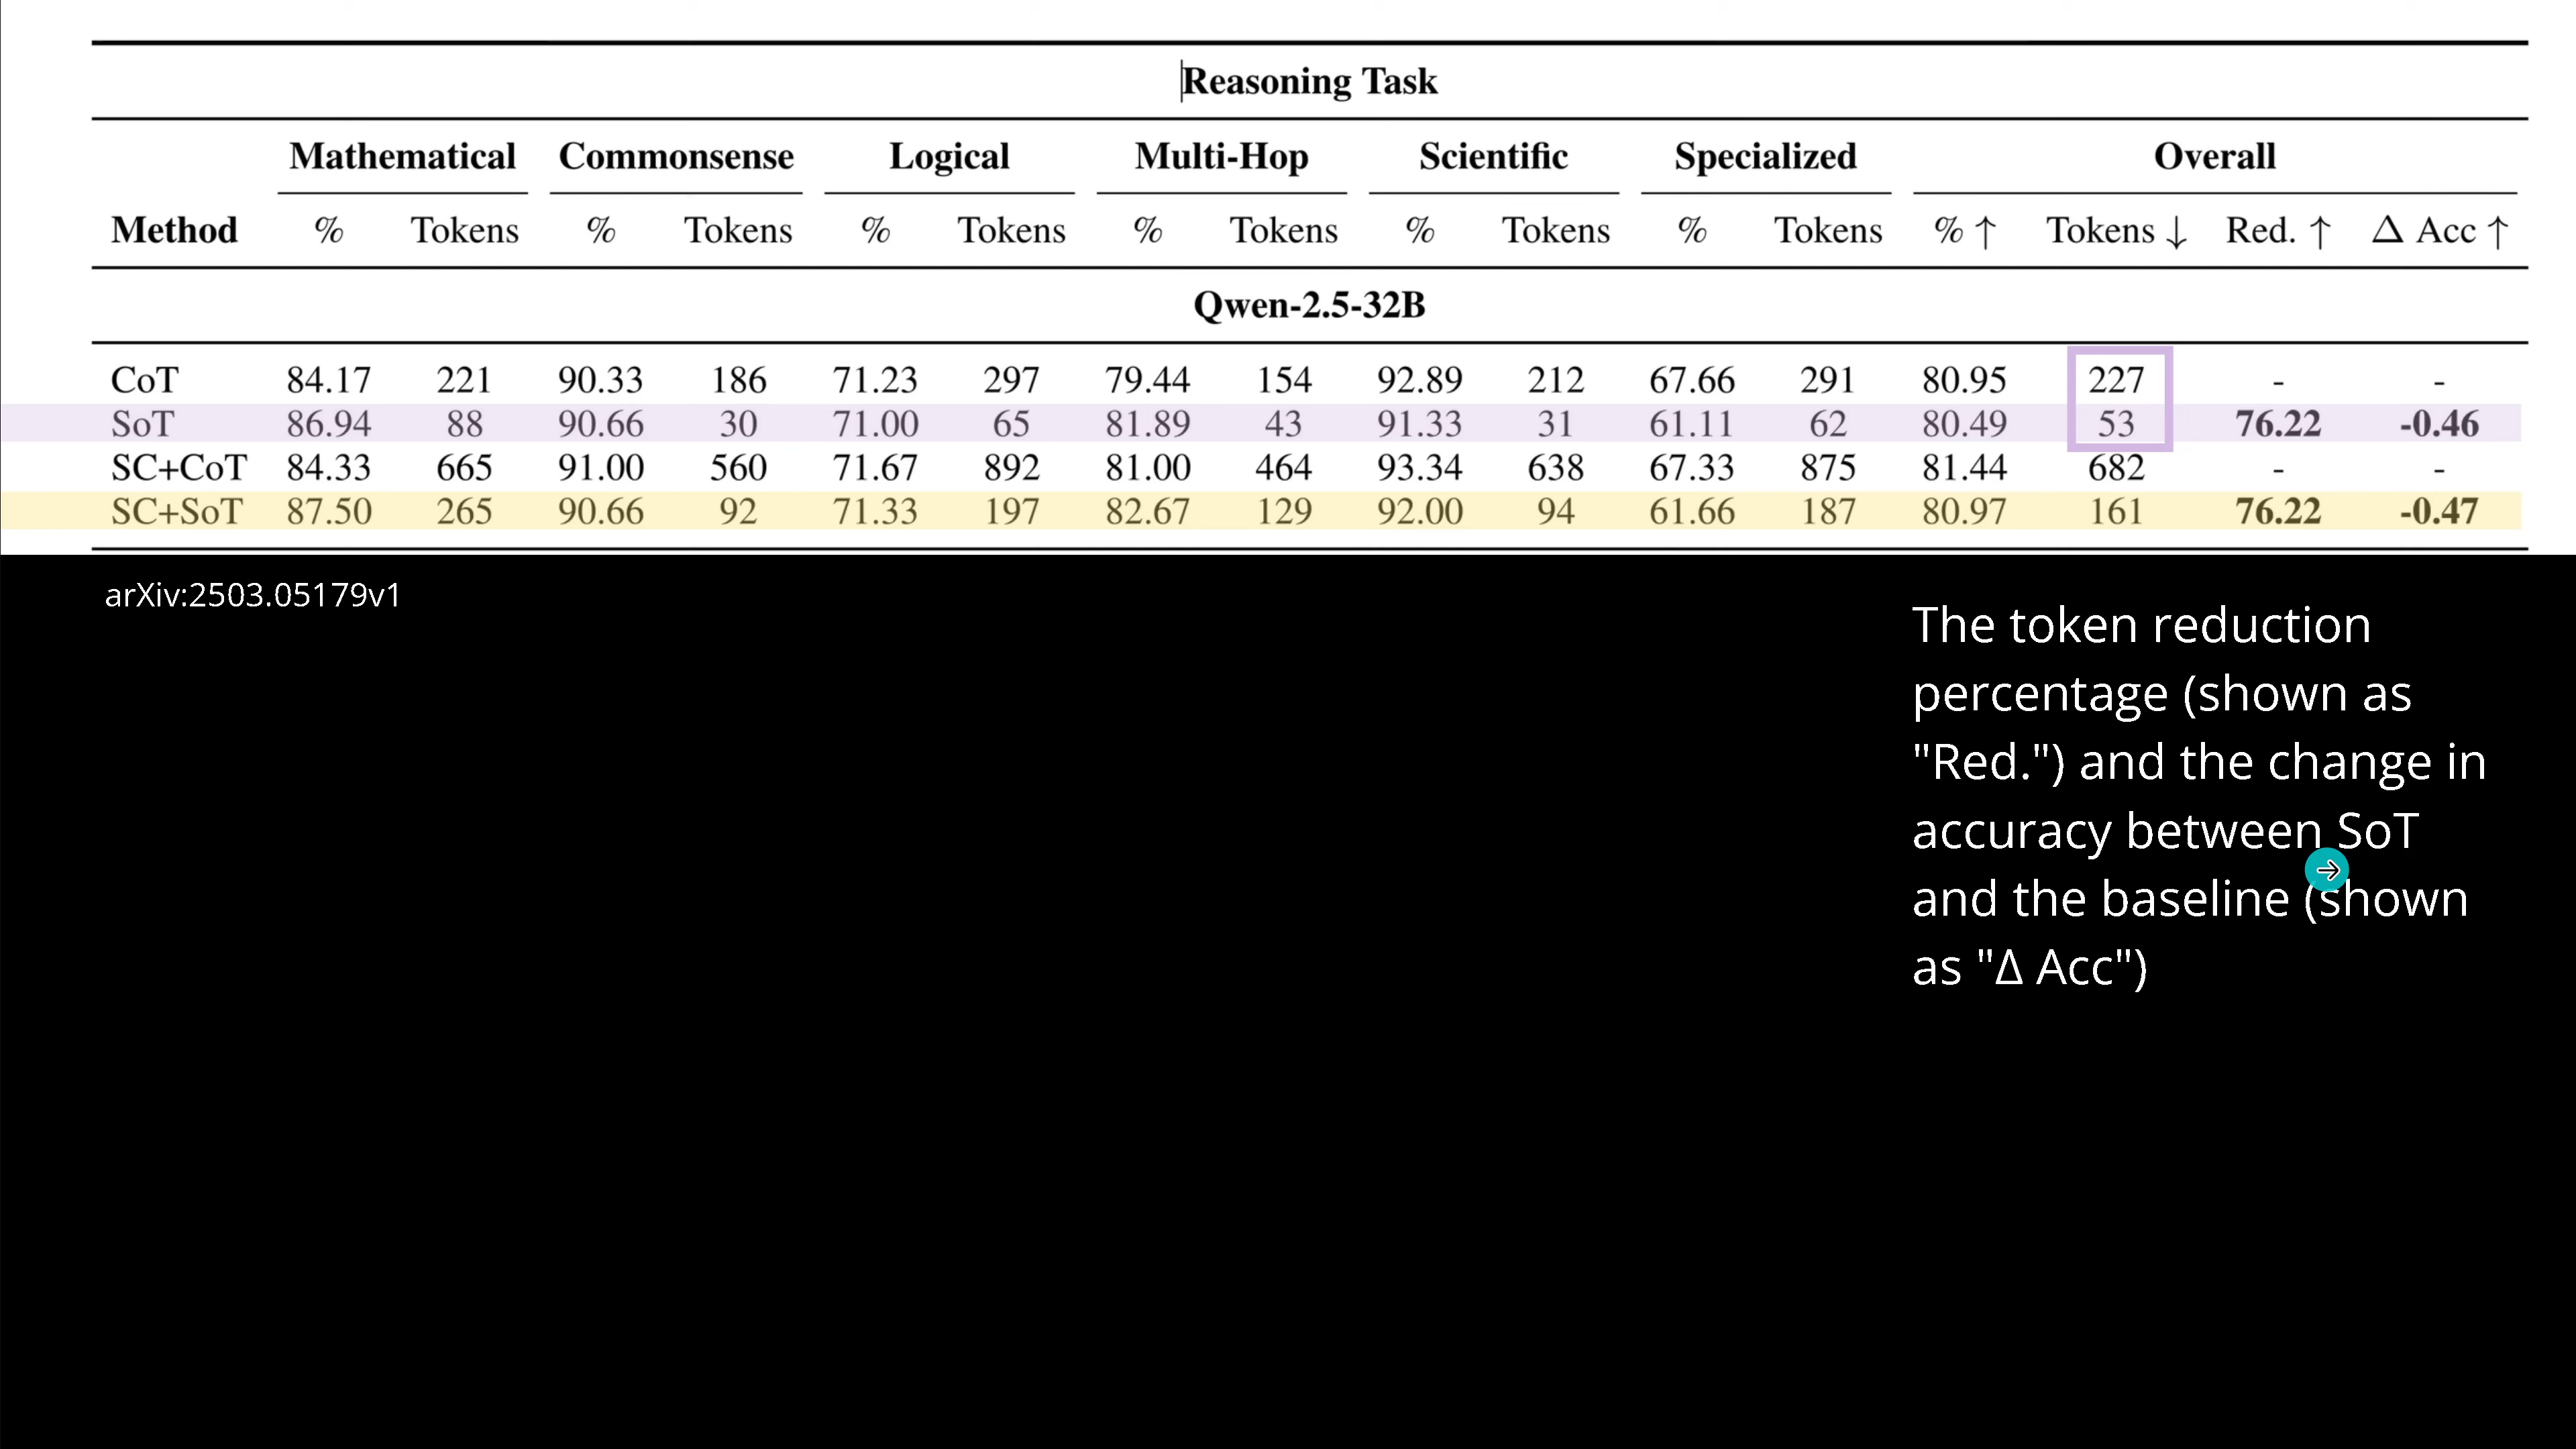 Reasoning Task
Mathematical Commonsense Logical Multi-Hop Scientific Specialized Overall
Method % Tokens % Tokens % Tokens % Tokens % Tokens % Tokens % ↑ Tokens ↓ Red. ↑ Δ Acc ↑
Qwen-2.5-32B
CoT 84.17 221 90.33 186 71.23 297 79.44 154 92.89 212 67.66 291 80.95 227 - -
SoT 86.94 88 90.66 30 71.00 65 81.89 43 91.33 31 61.11 62 80.49 53 76.22 -0.46
SC+CoT 84.33 665 91.00 560 71.67 892 81.00 464 93.34 638 67.33 875 81.44 682 - -
SC+SoT 87.50 265 90.66 92 71.33 197 82.67 129 92.00 94 61.66 187 80.97 161 76.22 -0.47
arXiv:2503.05179v1
The token reduction
percentage (shown as
"Red.") and the change in
accuracy between SoT
and the baseline (shown
as "Δ Acc")